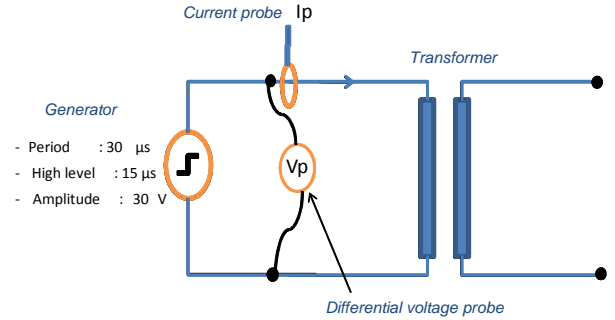 Current probe Ip
Transformer
Generator
- Period : 30 µs
- High level : 15 µs
- Amplitude : 30 V
Vp
Differential voltage probe